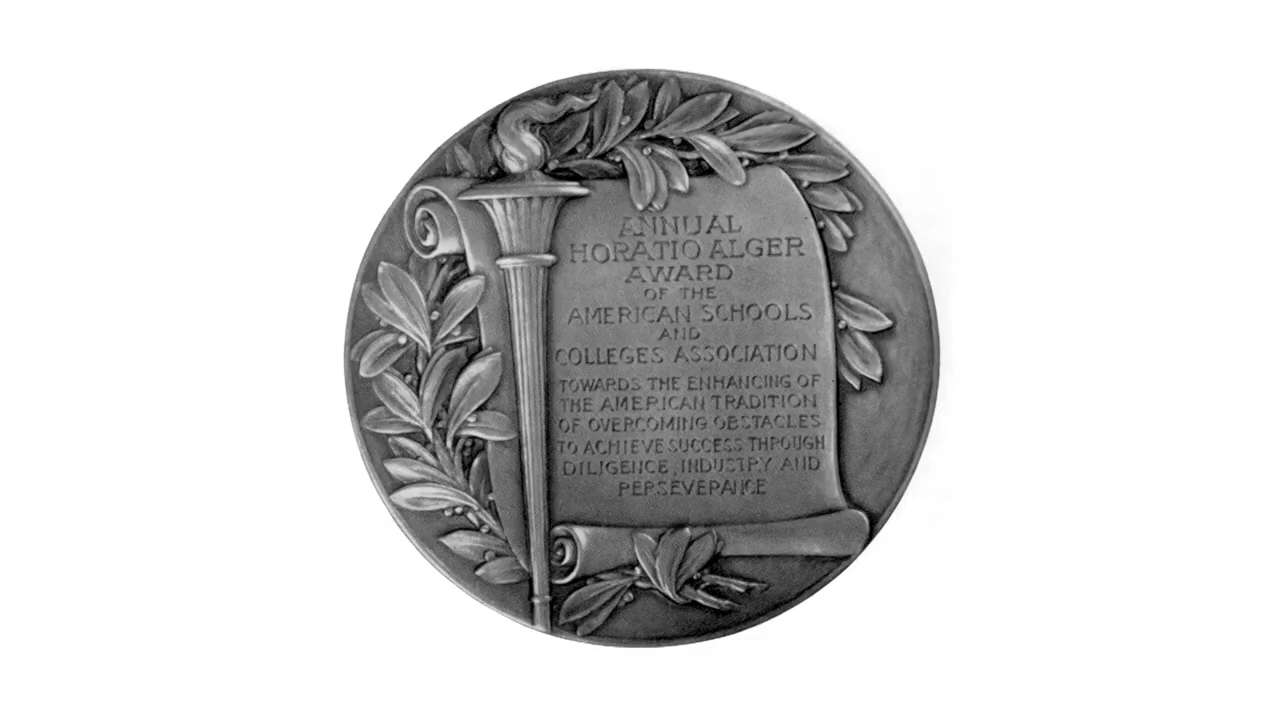 ANNUAL
HORATIO ALGER
AWARD
OF THE
AMERICAN SCHOOLS
AND
COLLEGES ASSOCIATION
TOWARDS THE ENHANCING OF
THE AMERICAN TRADITION
OF OVERCOMING OBSTACLES
TO ACHIEVE SUCCESS THROUGH
DILIGENCE, INDUSTRY AND
PERSEVERANCE